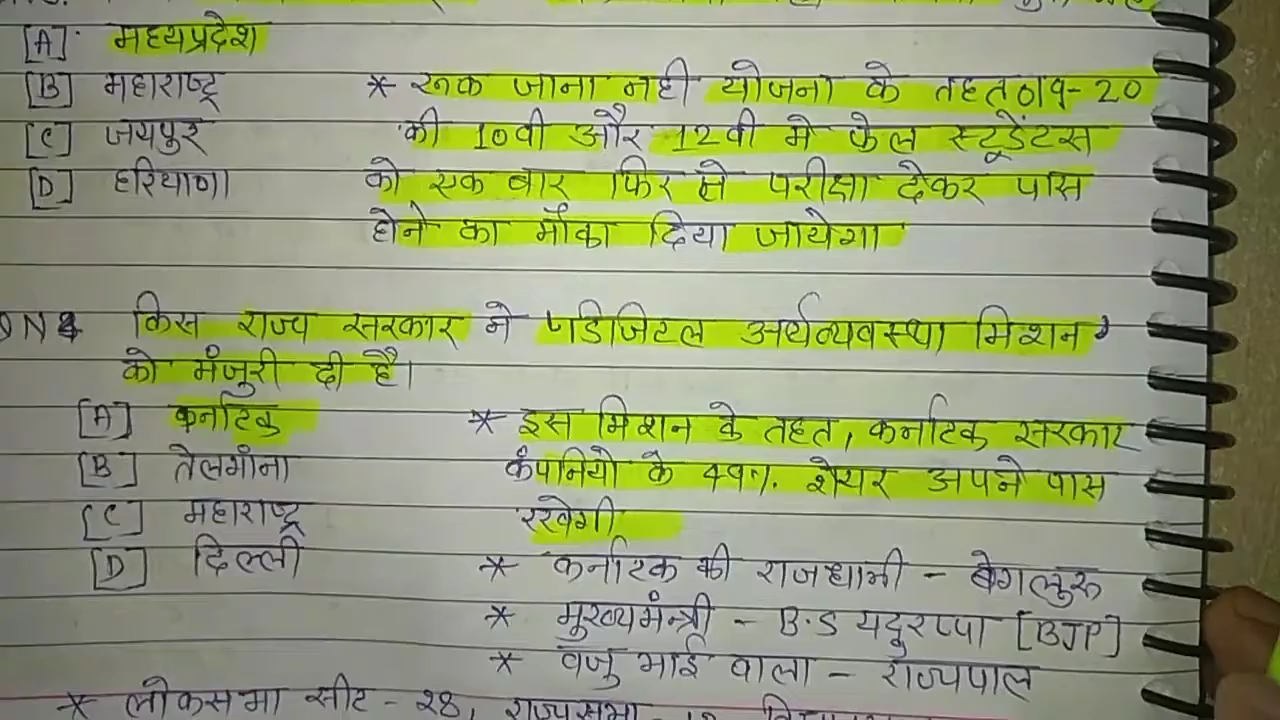 [A] मध्यप्रदेश
[B] महाराष्ट्र
[C] जयपुर
[D] हरियाणा
* रूक जाना नही योजना के तहत 2019-20
की 10वी और 12वी मे फेल स्टूडेंटस
को एक बार फिर से परीक्षा देकर पास
होने का मौका दिया जायेगा
किस राज्य सरकार ने "डिजिटल अर्थव्यवस्था मिशन"
को मंजुरी दी है।
[A] कर्नाटक
[B] तेलगांना
[C] महाराष्ट्र
[D] दिल्ली
* इस मिशन के तहत, कर्नाटक सरकार
कंपनियो के 49% शेयर अपने पास
रखेगी
* कर्नाटक की राजधानी - बेंगलुरू
* मुख्यमंन्त्री - B.S यदुरप्पा [BJP]
* वजु भाई वाला - राज्यपाल
* लोकसभा सीट - 28, राज्यसभा -